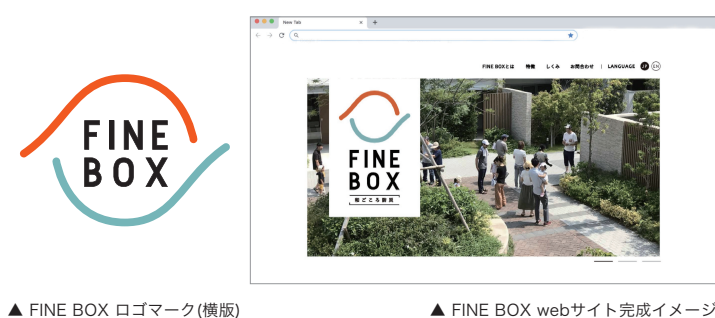 New Tab
FINE BOXとは 特徴 しくみ お問合わせ | LANGUAGE JP EN
FINE
BOX
FINE
BOX
▲ FINE BOX ロゴマーク(横版)
▲ FINE BOX webサイト完成イメージ